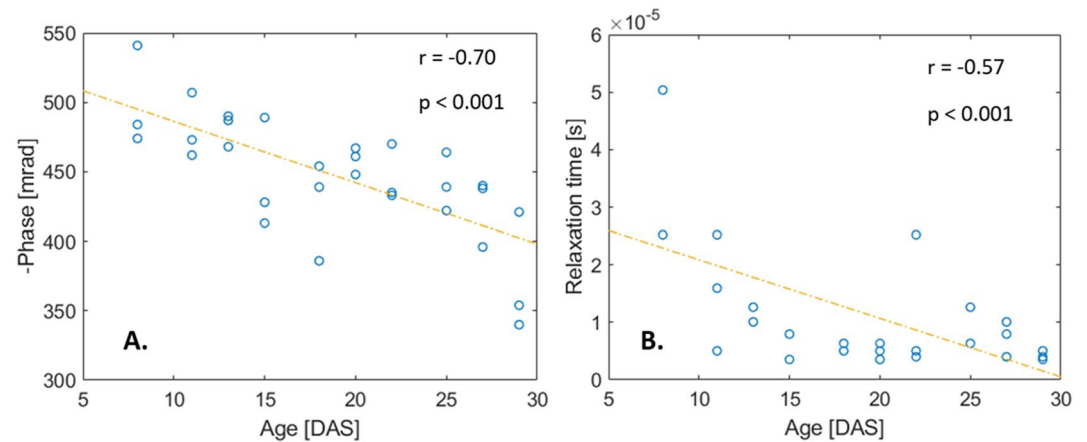 550
500
450
400
350
300
-Phase [mrad]
r = -0.70
p < 0.001
A.
5 10 15 20 25 30
Age [DAS]
×10⁻⁵
6
5
4
3
2
1
0
Relaxation time [s]
r = -0.57
p < 0.001
B.
5 10 15 20 25 30
Age [DAS]